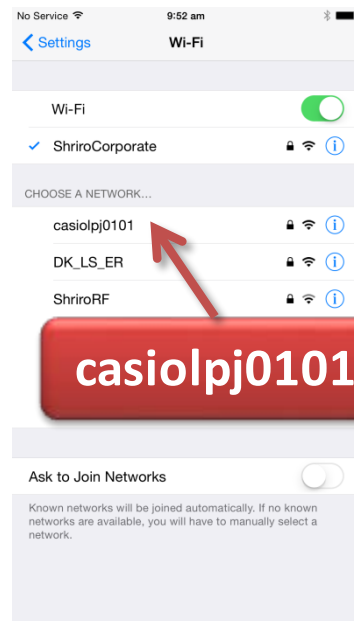 No Service 9:52 am
Settings Wi-Fi
Wi-Fi
ShriroCorporate
CHOOSE A NETWORK...
casiolpj0101
DK_LS_ER
ShriroRF
casiolpj0101
Ask to Join Networks
Known networks will be joined automatically. If no known
networks are available, you will have to manually select a
network.